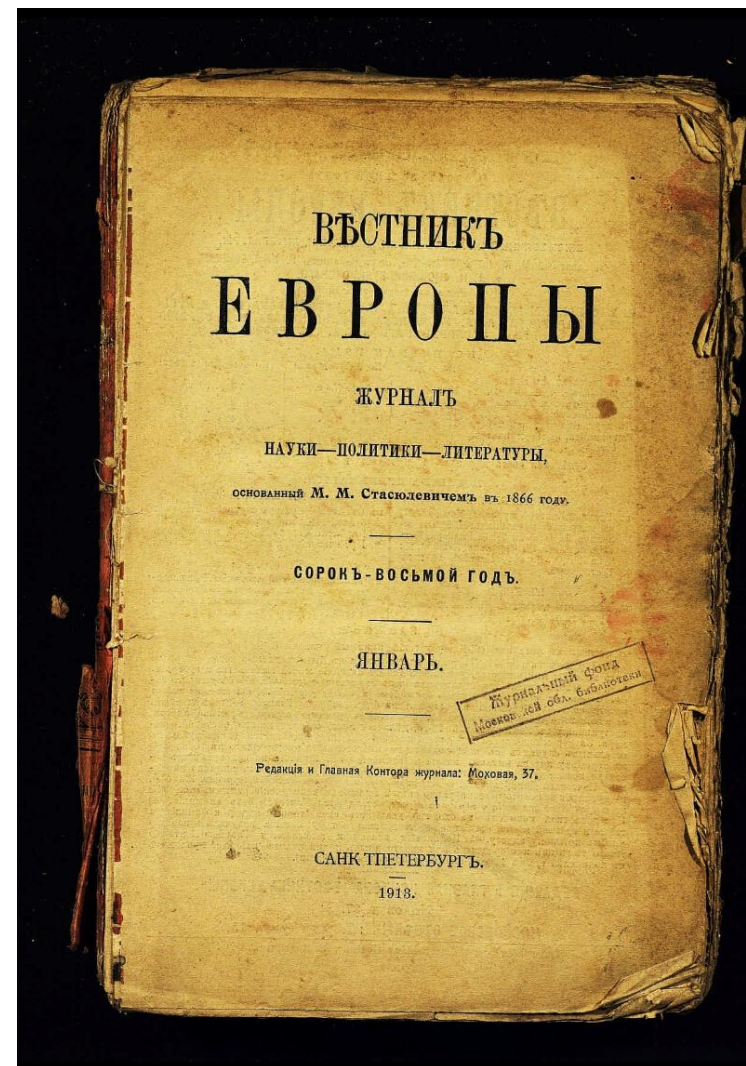 ВѢСТНИКЪ
ЕВРОПЫ
ЖУРНАЛЪ
НАУКИ—ПОЛИТИКИ—ЛИТЕРАТУРЫ,
основанный М. М. Стасюлевичемъ въ 1866 году.
СОРОКЪ-ВОСЬМОЙ ГОДЪ.
ЯНВАРЬ.
Журнальный фонд
Московской обл. библиотеки
Редакція и Главная Контора журнала: Моховая, 37.
САНКТПЕТЕРБУРГЪ.
1913.